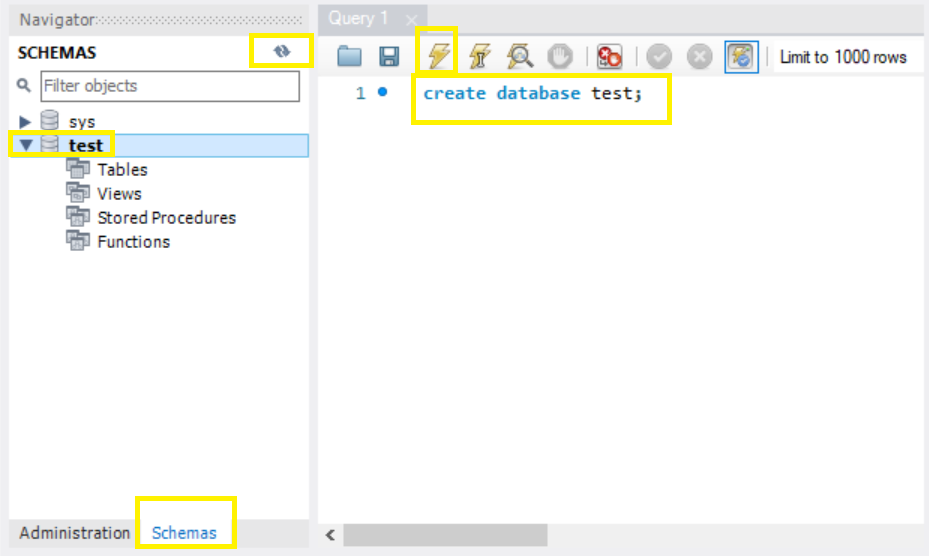 Navigator
SCHEMAS
Filter objects
sys
test
Tables
Views
Stored Procedures
Functions
Administration Schemas
Query 1
Limit to 1000 rows
1 create database test;